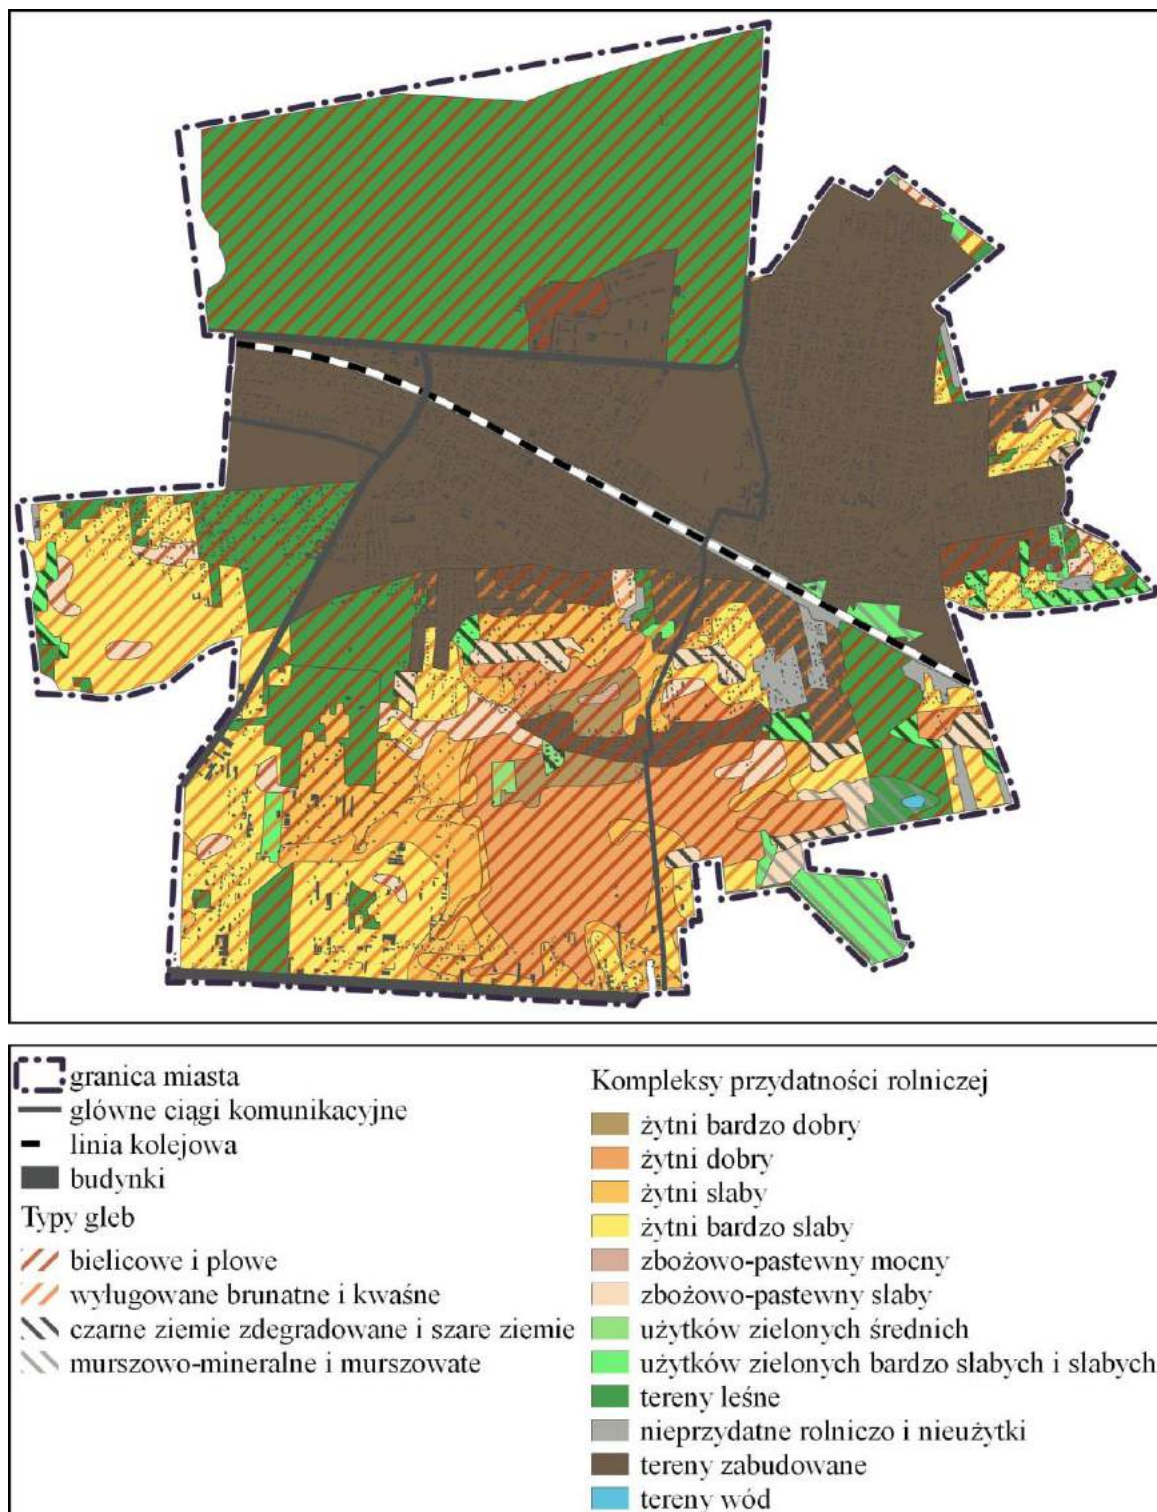 granica miasta
główne ciągi komunikacyjne
linia kolejowa
budynki
Typy gleb
bielicowe i płowe
wyługowane brunatne i kwaśne
czarne ziemie zdegradowane i szare ziemie
murszowo-mineralne i murszowate
Kompleksy przydatności rolniczej
żytni bardzo dobry
żytni dobry
żytni słaby
żytni bardzo słaby
zbożowo-pastewny mocny
zbożowo-pastewny słaby
użytków zielonych średnich
użytków zielonych bardzo słabych i słabych
tereny leśne
nieprzydatne rolniczo i nieużytki
tereny zabudowane
tereny wód